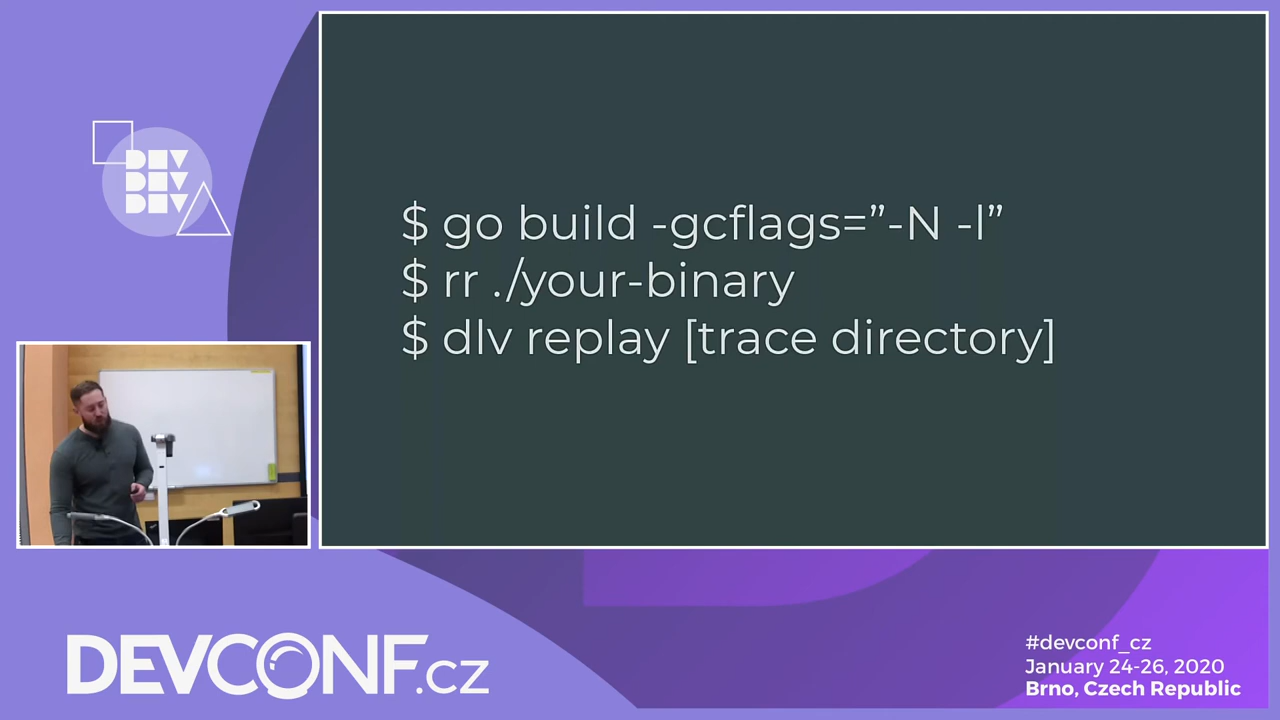 DEV
DEV
DEV
$ go build -gcflags=”-N -l”
$ rr ./your-binary
$ dlv replay [trace directory]
DEVCONF.cz
#devconf_cz
January 24-26, 2020
Brno, Czech Republic